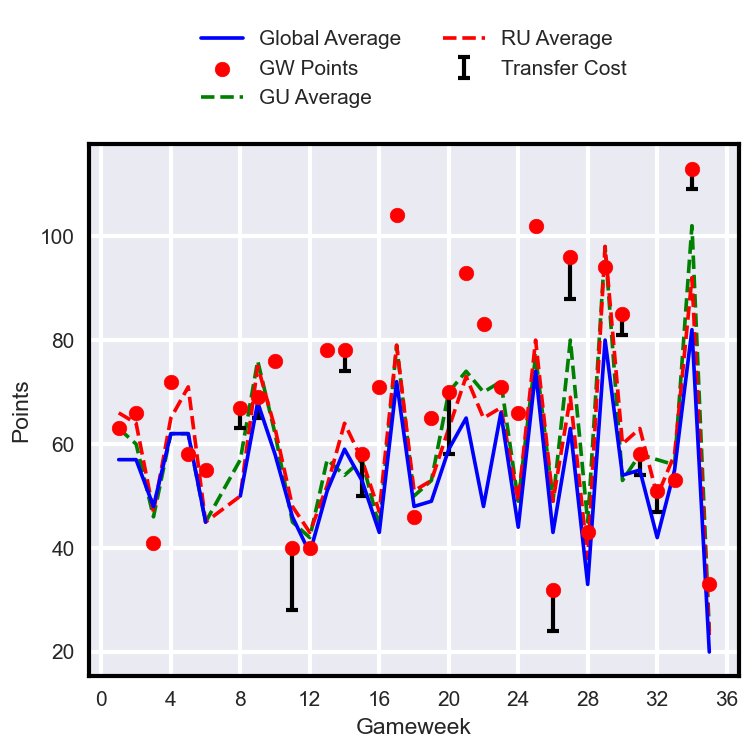 Global Average
GW Points
GU Average
RU Average
Transfer Cost
100
80
60
40
20
Points
0 4 8 12 16 20 24 28 32 36
Gameweek